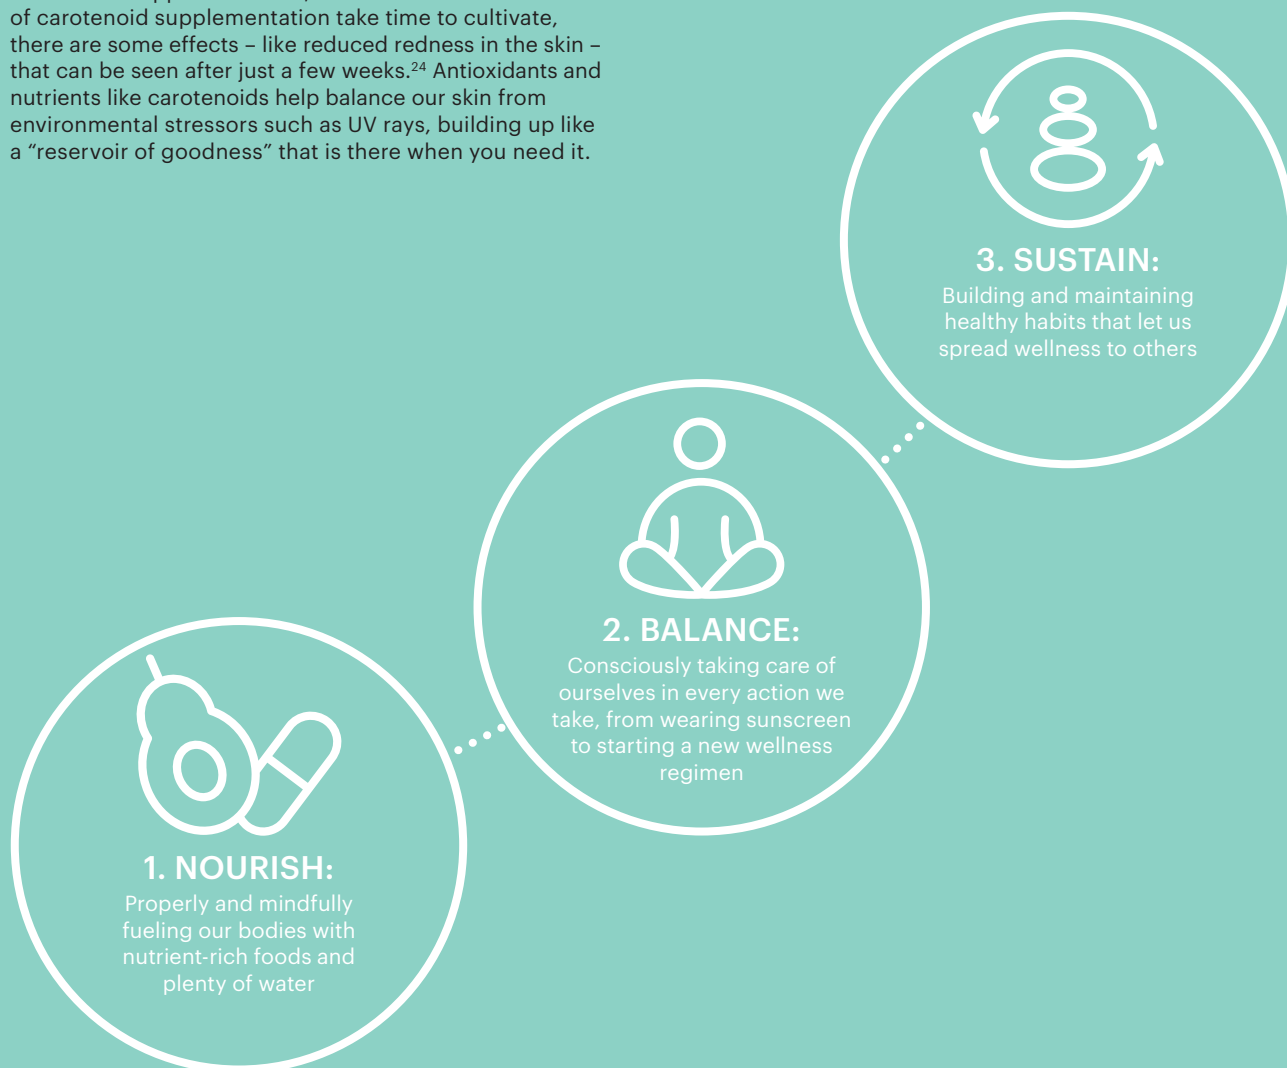 of carotenoid supplementation take time to cultivate,
there are some effects – like reduced redness in the skin –
that can be seen after just a few weeks.²⁴ Antioxidants and
nutrients like carotenoids help balance our skin from
environmental stressors such as UV rays, building up like
a “reservoir of goodness” that is there when you need it.
3. SUSTAIN:
Building and maintaining
healthy habits that let us
spread wellness to others
2. BALANCE:
Consciously taking care of
ourselves in every action we
take, from wearing sunscreen
to starting a new wellness
regimen
1. NOURISH:
Properly and mindfully
fueling our bodies with
nutrient-rich foods and
plenty of water